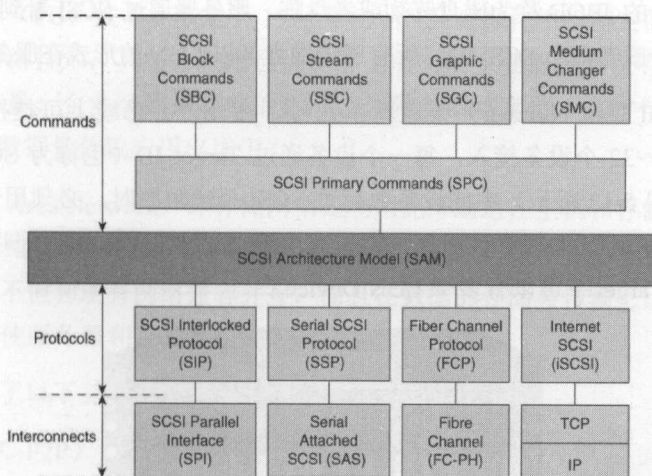 SCSI
Block
Commands
(SBC)
SCSI
Stream
Commands
(SSC)
SCSI
Graphic
Commands
(SGC)
SCSI
Medium
Changer
Commands
(SMC)
Commands
SCSI Primary Commands (SPC)
SCSI Architecture Model (SAM)
Protocols
SCSI Interlocked
Protocol
(SIP)
Serial SCSI
Protocol
(SSP)
Fiber Channel
Protocol
(FCP)
Internet
SCSI
(iSCSI)
Interconnects
SCSI Parallel
Interface
(SPI)
Serial
Attached
SCSI (SAS)
Fibre
Channel
(FC-PH)
TCP
IP